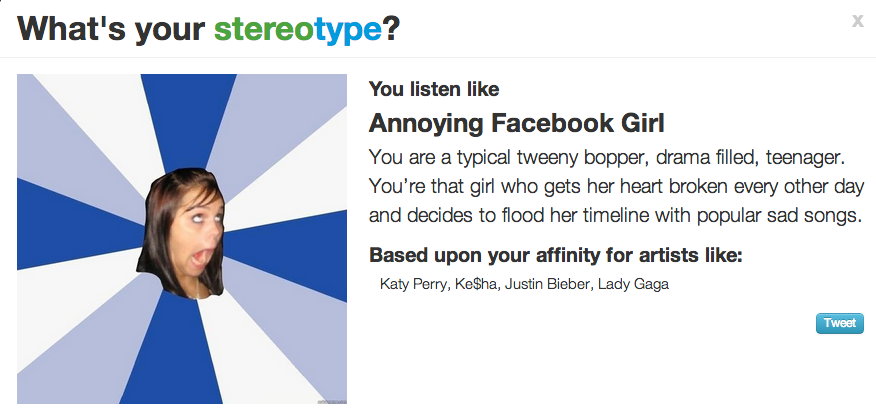 What's your stereotype?
x
You listen like
Annoying Facebook Girl
You are a typical tweeny bopper, drama filled, teenager.
You're that girl who gets her heart broken every other day
and decides to flood her timeline with popular sad songs.
Based upon your affinity for artists like:
Katy Perry, Ke$ha, Justin Bieber, Lady Gaga
Tweet